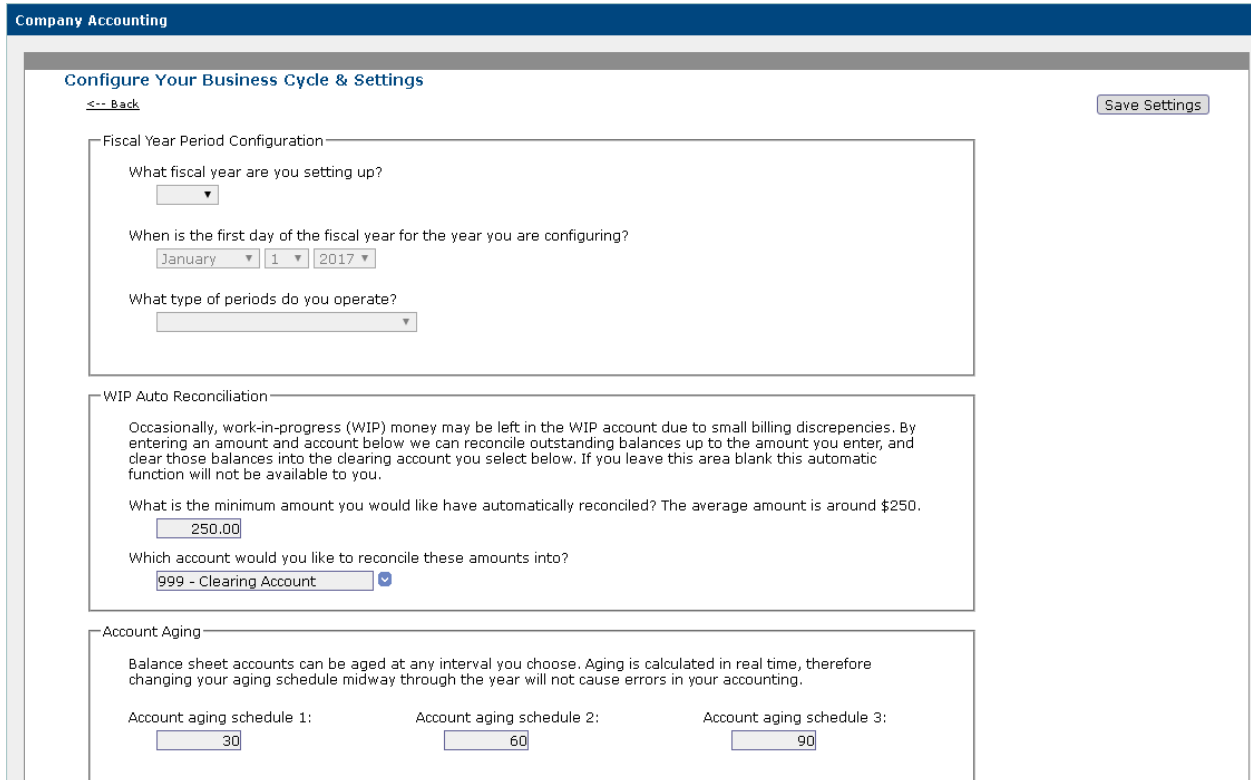 Company Accounting
Configure Your Business Cycle & Settings
<-- Back
Save Settings
Fiscal Year Period Configuration
What fiscal year are you setting up?
When is the first day of the fiscal year for the year you are configuring?
January 1 2017
What type of periods do you operate?
WIP Auto Reconciliation
Occasionally, work-in-progress (WIP) money may be left in the WIP account due to small billing discrepencies. By
entering an amount and account below we can reconcile outstanding balances up to the amount you enter, and
clear those balances into the clearing account you select below. If you leave this area blank this automatic
function will not be available to you.
What is the minimum amount you would like have automatically reconciled? The average amount is around $250.
250.00
Which account would you like to reconcile these amounts into?
999 - Clearing Account
Account Aging
Balance sheet accounts can be aged at any interval you choose. Aging is calculated in real time, therefore
changing your aging schedule midway through the year will not cause errors in your accounting.
Account aging schedule 1: Account aging schedule 2: Account aging schedule 3:
30 60 90